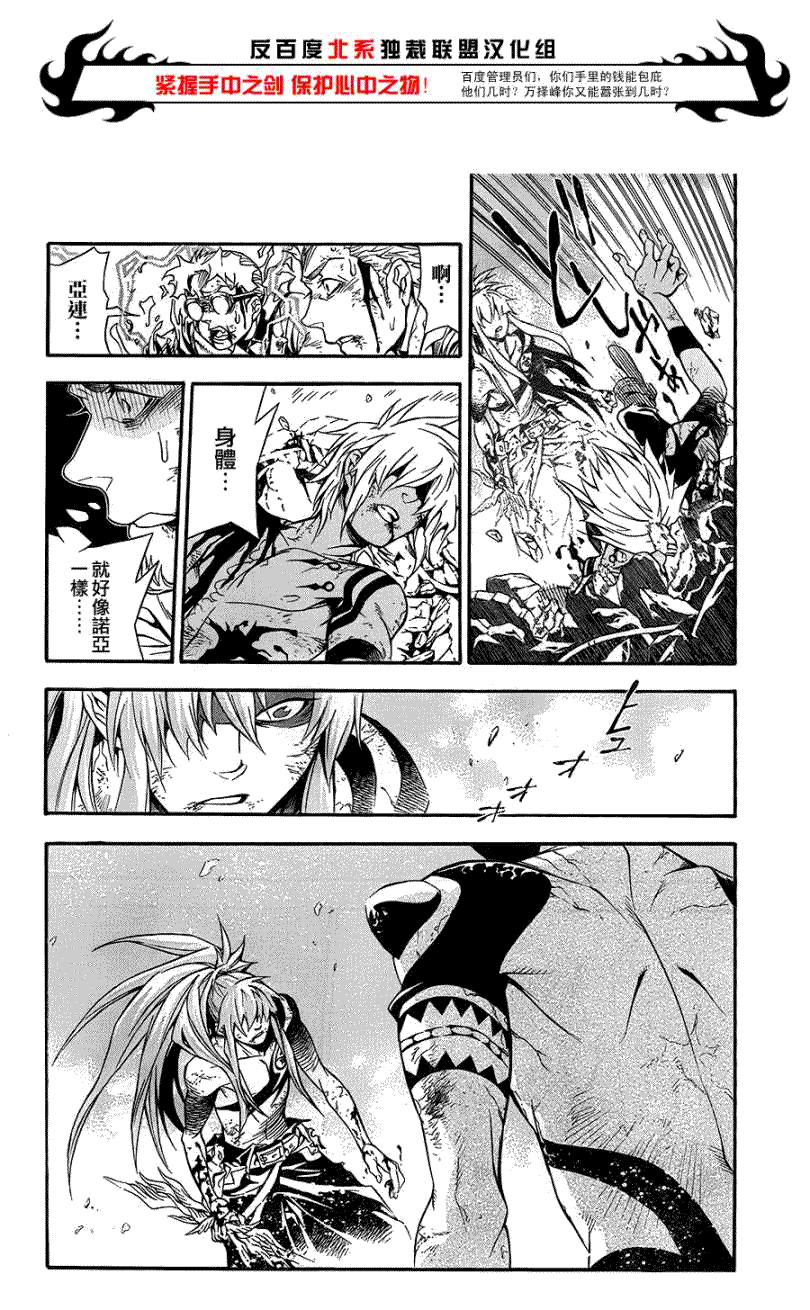 反百度北系独裁联盟汉化组
紧握手中之剑 保护心中之物！
百度管理员们，你们手里的钱能包庇
他们几时？万择峰你又能嚣张到几时？
啊…
亞連…
身體…
就好像諾亞
一樣……
オ
オ